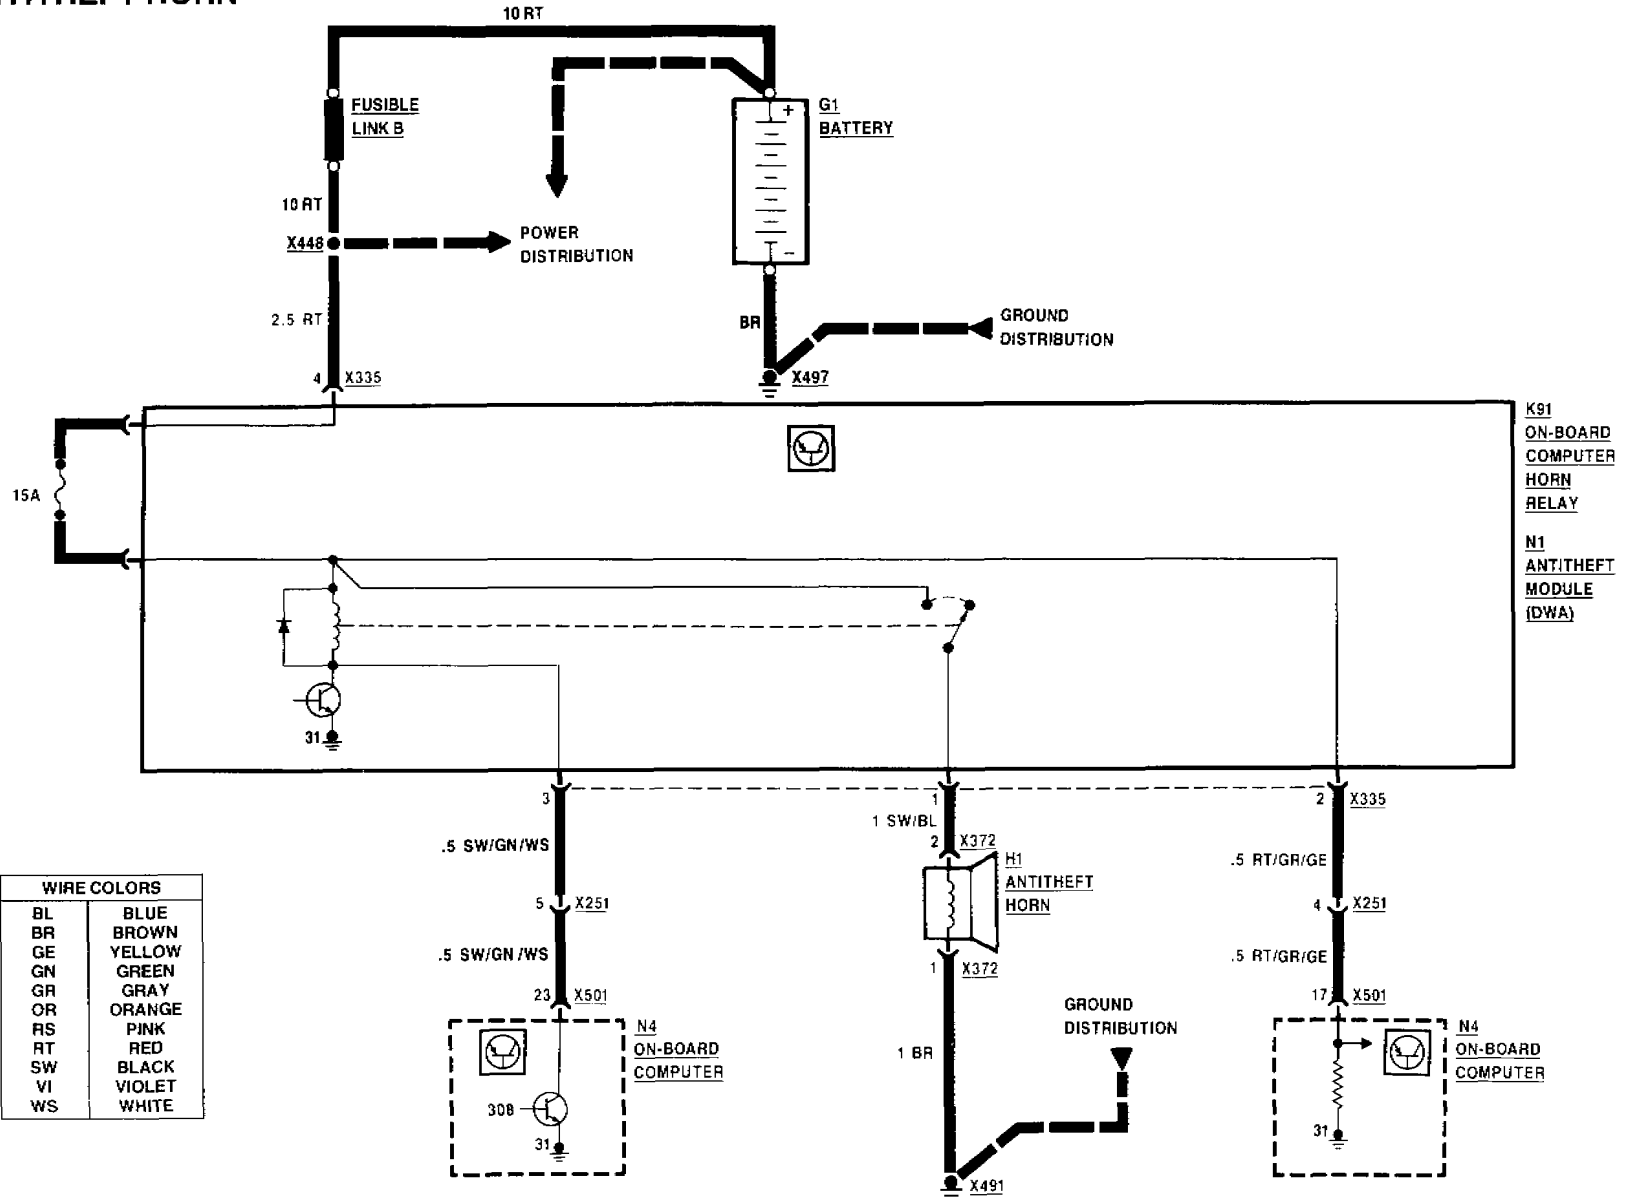 10 RT
FUSIBLE
LINK B
+
G1
BATTERY
10 RT
X448
POWER
DISTRIBUTION
-
2.5 RT
BR
GROUND
DISTRIBUTION
4 X335
X497
K91
ON-BOARD
COMPUTER
HORN
RELAY
15A
N1
ANTITHEFT
MODULE
(DWA)
31
3
1
2 X335
1 SW/BL
.5 SW/GN/WS
2 X372
H1
ANTITHEFT
HORN
.5 RT/GR/GE
5 X251
4 X251
.5 SW/GN/WS
.5 RT/GR/GE
1 X372
23 X501
17 X501
GROUND
DISTRIBUTION
N4
ON-BOARD
COMPUTER
1 BR
N4
ON-BOARD
COMPUTER
308
31
31
X491
WIRE COLORS
BL BLUE
BR BROWN
GE YELLOW
GN GREEN
GR GRAY
OR ORANGE
RS PINK
RT RED
SW BLACK
VI VIOLET
WS WHITE